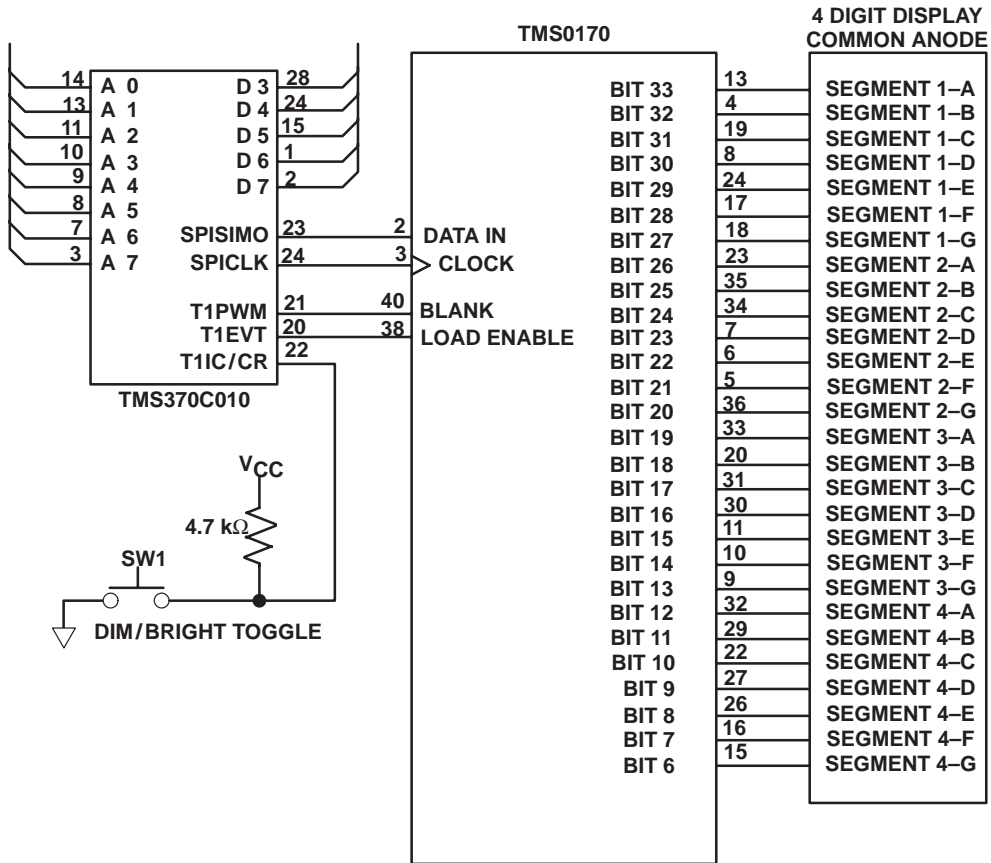 4 DIGIT DISPLAY
COMMON ANODE
TMS0170
14 A 0 D 3 28
13 A 1 D 4 24
11 A 2 D 5 15
10 A 3 D 6 1
9 A 4 D 7 2
8 A 5
7 A 6
3 A 7
SPISIMO 23 2 DATA IN
SPICLK 24 3 CLOCK
T1PWM 21 40 BLANK
T1EVT 20 38 LOAD ENABLE
T1IC/CR 22
TMS370C010
VCC
4.7 kΩ
SW1
DIM/BRIGHT TOGGLE
BIT 33 13 SEGMENT 1–A
BIT 32 4 SEGMENT 1–B
BIT 31 19 SEGMENT 1–C
BIT 30 8 SEGMENT 1–D
BIT 29 24 SEGMENT 1–E
BIT 28 17 SEGMENT 1–F
BIT 27 18 SEGMENT 1–G
BIT 26 23 SEGMENT 2–A
BIT 25 35 SEGMENT 2–B
BIT 24 34 SEGMENT 2–C
BIT 23 7 SEGMENT 2–D
BIT 22 6 SEGMENT 2–E
BIT 21 5 SEGMENT 2–F
BIT 20 36 SEGMENT 2–G
BIT 19 33 SEGMENT 3–A
BIT 18 20 SEGMENT 3–B
BIT 17 31 SEGMENT 3–C
BIT 16 30 SEGMENT 3–D
BIT 15 11 SEGMENT 3–E
BIT 14 10 SEGMENT 3–F
BIT 13 9 SEGMENT 3–G
BIT 12 32 SEGMENT 4–A
BIT 11 29 SEGMENT 4–B
BIT 10 22 SEGMENT 4–C
BIT 9 27 SEGMENT 4–D
BIT 8 26 SEGMENT 4–E
BIT 7 16 SEGMENT 4–F
BIT 6 15 SEGMENT 4–G